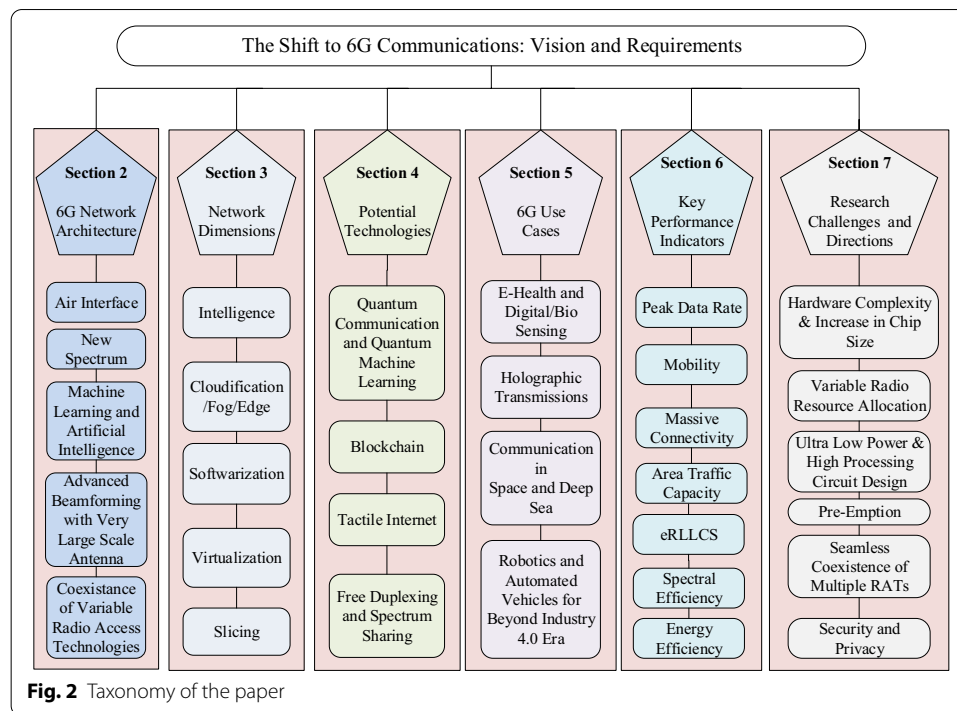 The Shift to 6G Communications: Vision and Requirements
Section 2
6G Network
Architecture
Air Interface
New
Spectrum
Machine
Learning and
Artificial
Intelligence
Advanced
Beamforming
with Very
Large Scale
Antenna
Coexistance of
Variable
Radio Access
Technologies
Section 3
Network
Dimensions
Intelligence
Cloudification
/Fog/Edge
Softwarization
Virtualization
Slicing
Section 4
Potential
Technologies
Quantum
Communication
and Quantum
Machine
Learning
Blockchain
Tactile Internet
Free Duplexing
and Spectrum
Sharing
Section 5
6G Use
Cases
E-Health and
Digital/Bio
Sensing
Holographic
Transmissions
Communication
in
Space and Deep
Sea
Robotics and
Automated
Vehicles for
Beyond Industry
4.0 Era
Section 6
Key
Performance
Indicators
Peak Data Rate
Mobility
Massive
Connectivity
Area Traffic
Capacity
eRLLCS
Spectral
Efficiency
Energy
Efficiency
Section 7
Research
Challenges and
Directions
Hardware Complexity
& Increase in Chip
Size
Variable Radio
Resource Allocation
Ultra Low Power &
High Processing
Circuit Design
Pre-Emption
Seamless
Coexistence of
Multiple RATs
Security and
Privacy
Fig. 2 Taxonomy of the paper